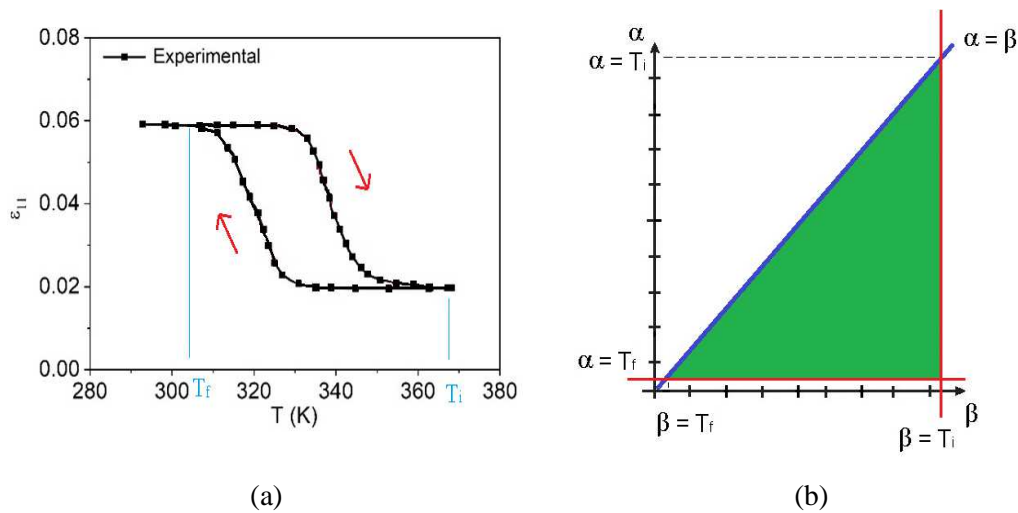 0.08
Experimental
0.06
0.04
0.02
0.00
ε11
280
300
320
340
360
380
Tf
Ti
T (K)
(a)
α
α = β
α = Ti
α = Tf
β = Tf
β
β = Ti
(b)